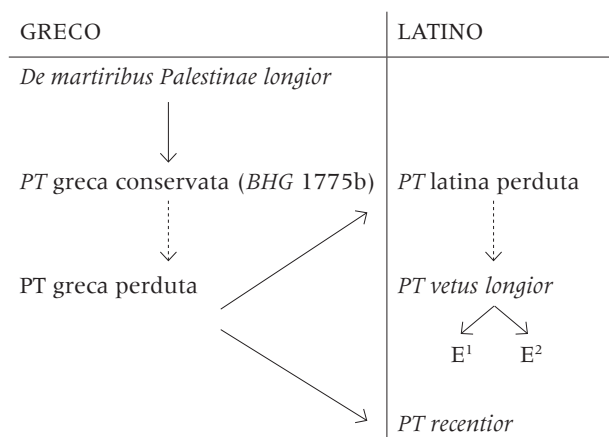 GRECO LATINO
De martiribus Palestinae longior
PT greca conservata (BHG 1775b) PT latina perduta
PT greca perduta PT vetus longior
E¹ E²
PT recentior